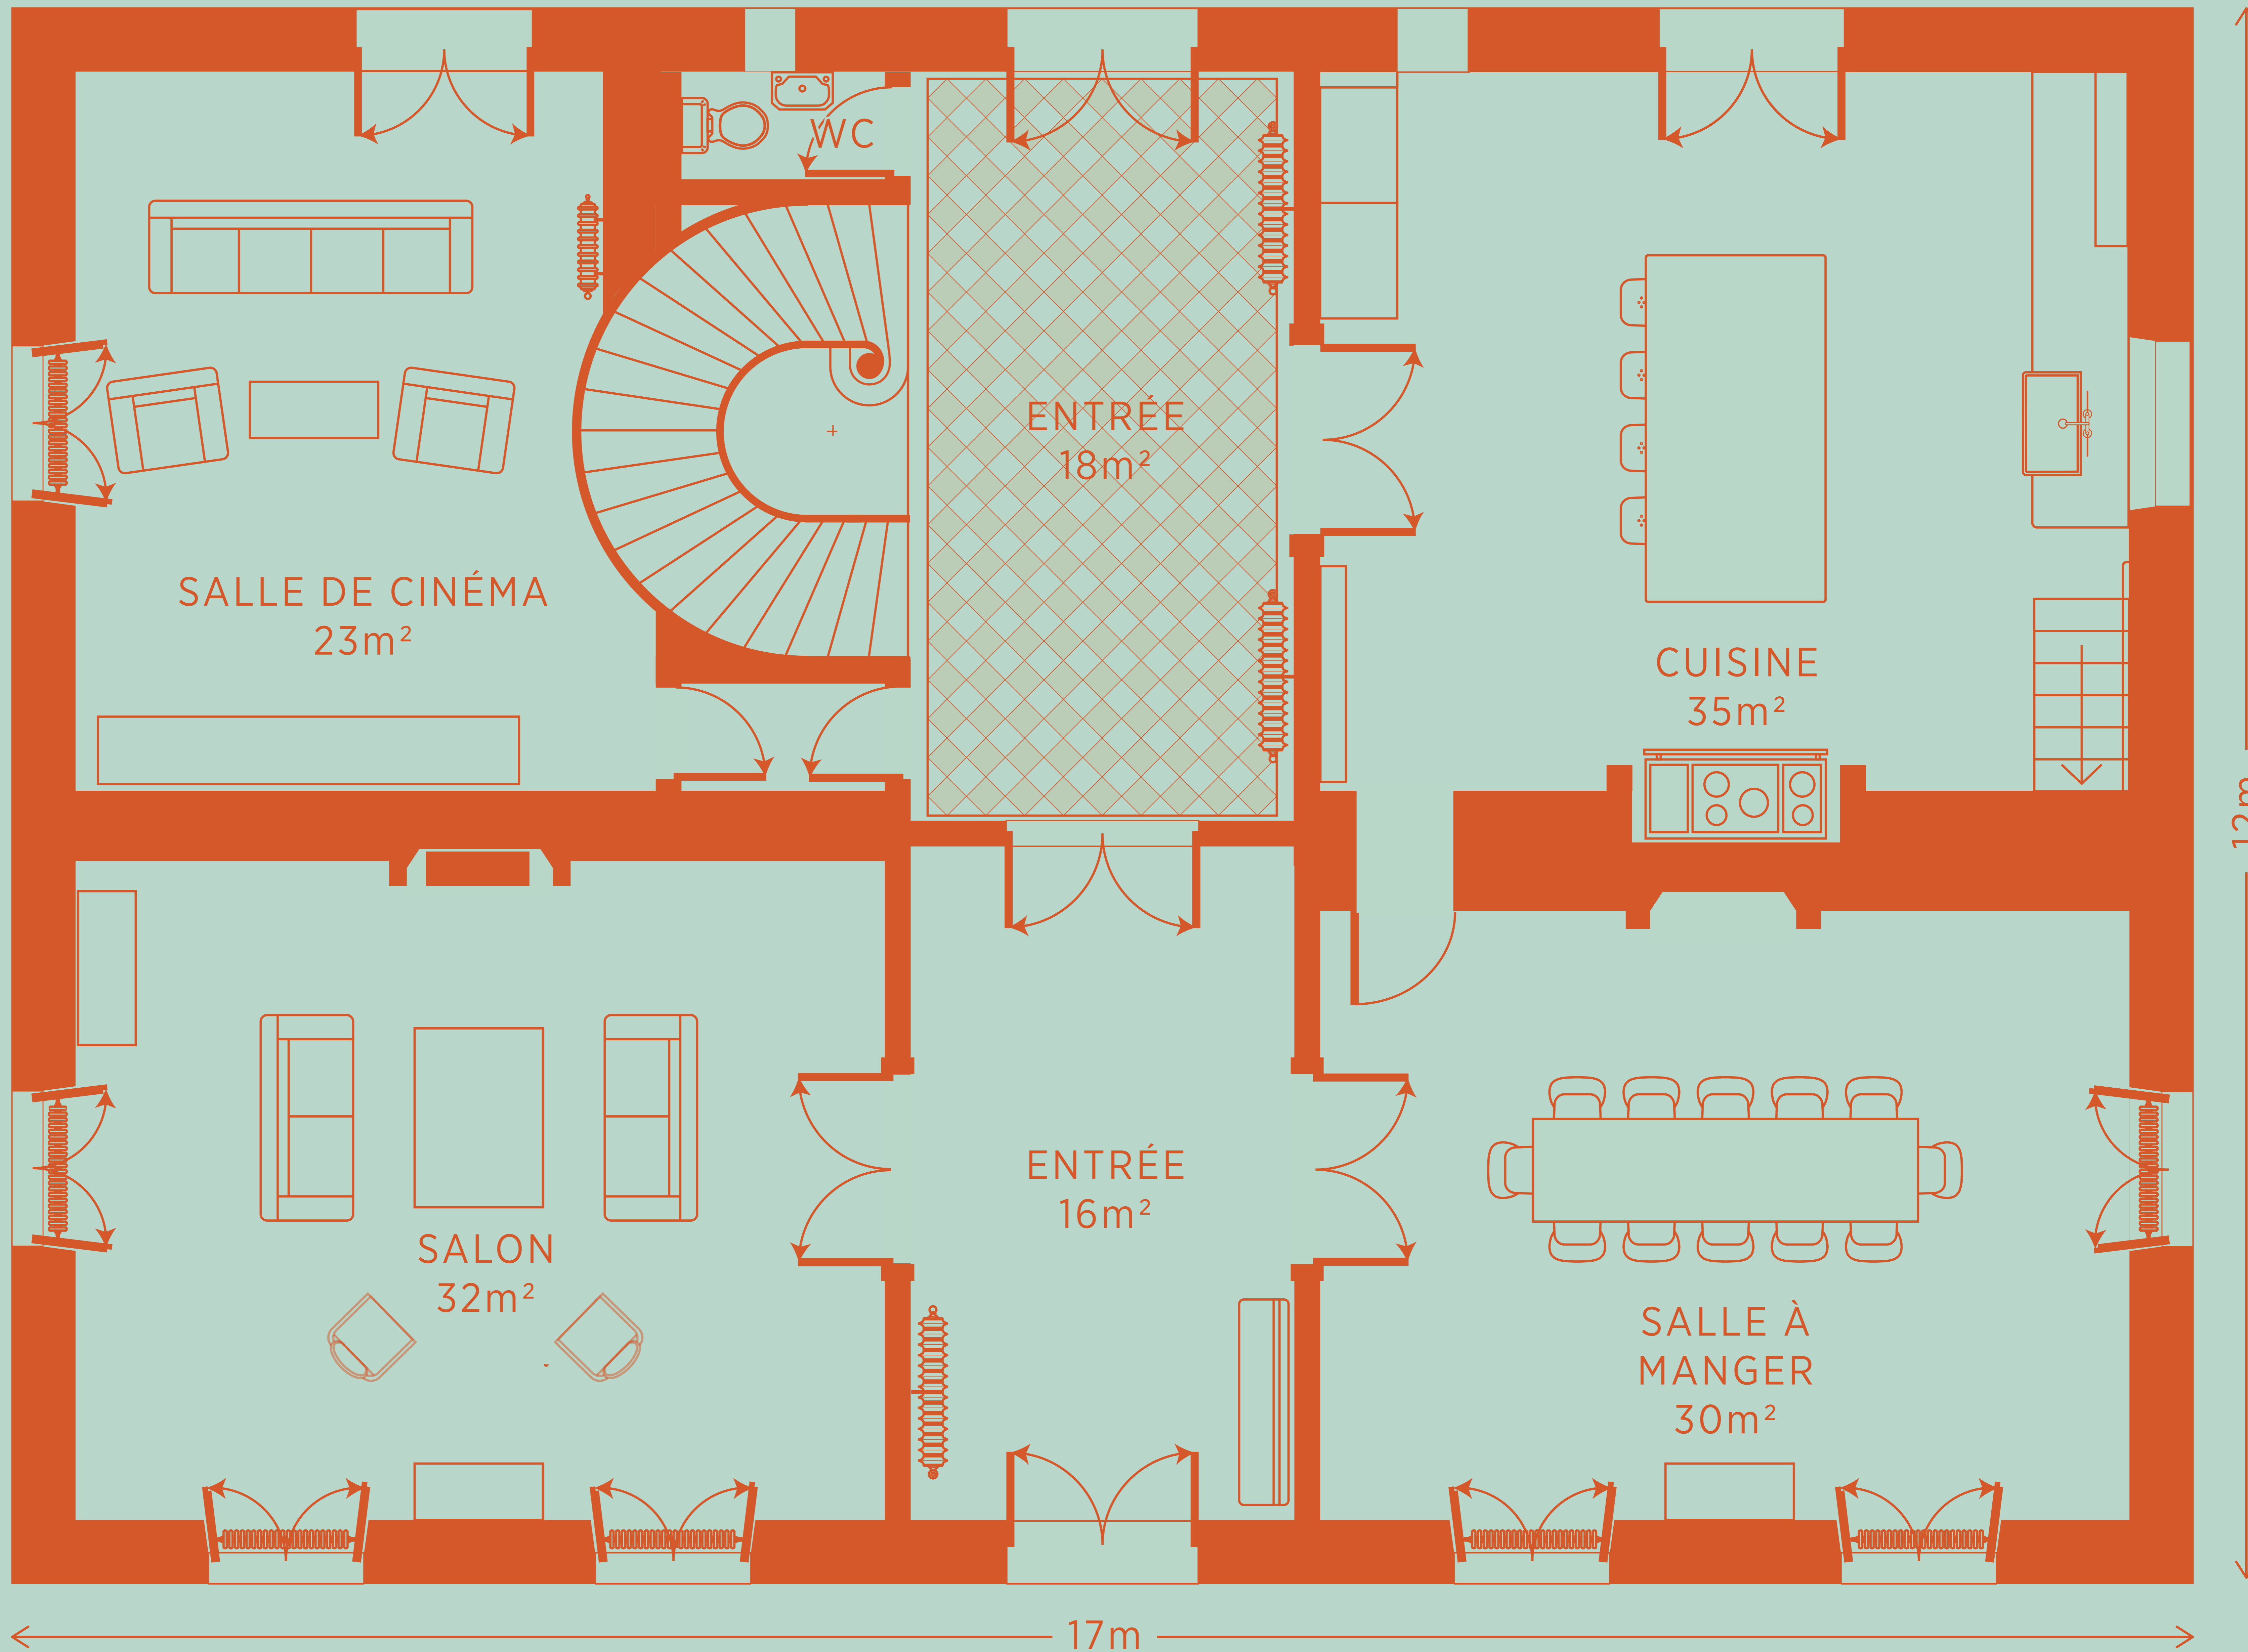 WC
ENTRÉE
18m²
SALLE DE CINÉMA
23m²
CUISINE
35m²
12m
ENTRÉE
16m²
SALON
32m²
SALLE À
MANGER
30m²
17m